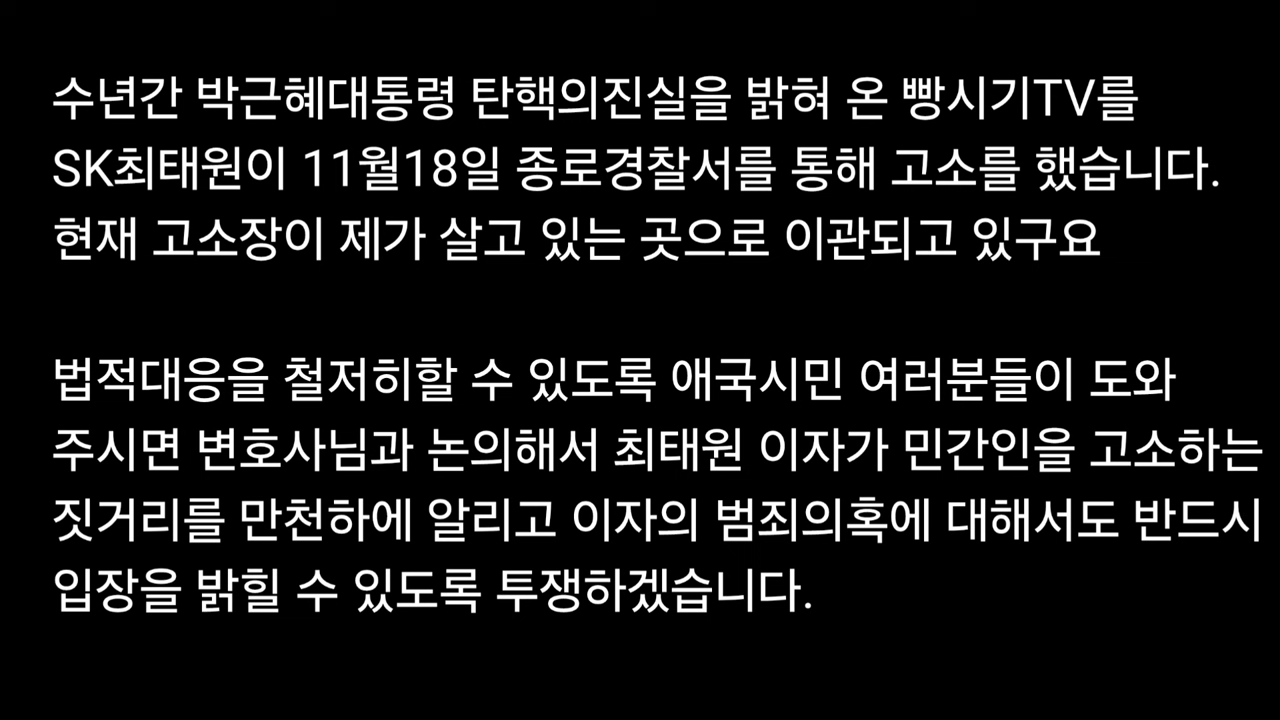 수년간 박근혜대통령 탄핵의진실을 밝혀 온 빵시기TV를
SK최태원이 11월18일 종로경찰서를 통해 고소를 했습니다.
현재 고소장이 제가 살고 있는 곳으로 이관되고 있구요
법적대응을 철저히할 수 있도록 애국시민 여러분들이 도와
주시면 변호사님과 논의해서 최태원 이자가 민간인을 고소하는
짓거리를 만천하에 알리고 이자의 범죄의혹에 대해서도 반드시
입장을 밝힐 수 있도록 투쟁하겠습니다.